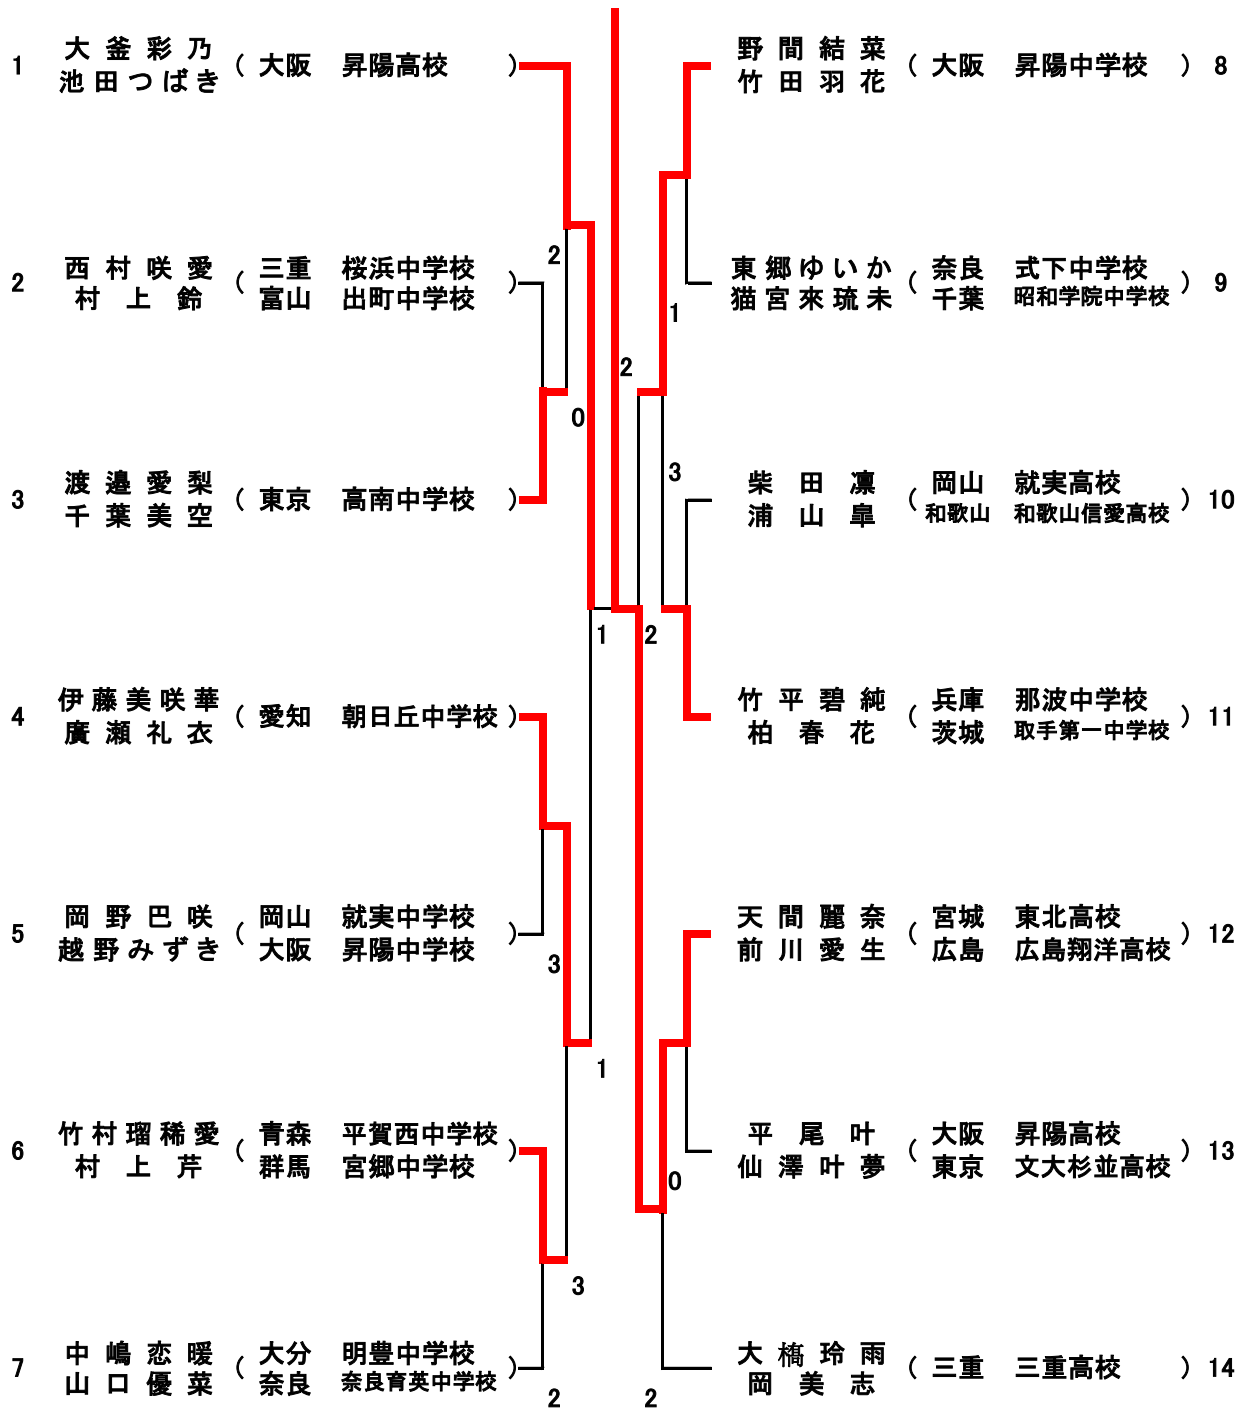 1 大釜彩乃 ( 大阪 昇陽高校 )
池田つばき
2 西村咲愛 ( 三重 桜浜中学校 )
村上鈴 富山 出町中学校
3 渡邉愛梨 ( 東京 高南中学校 )
千葉美空
4 伊藤美咲華 ( 愛知 朝日丘中学校 )
廣瀬礼衣
5 岡野巴咲 ( 岡山 就実中学校 )
越野みずき 大阪 昇陽中学校
6 竹村瑠稀愛 ( 青森 平賀西中学校 )
村上芹 群馬 宮郷中学校
7 中嶋恋暖 ( 大分 明豊中学校 )
山口優菜 奈良 奈良育英中学校
2
0
1
3
1
3
2
2
野間結菜 ( 大阪 昇陽中学校 ) 8
竹田羽花
東郷ゆいか ( 奈良 式下中学校 ) 9
猫宮來琉未 千葉 昭和学院中学校
柴田凛 ( 岡山 就実高校 ) 10
浦山皐 和歌山 和歌山信愛高校
竹平碧純 ( 兵庫 那波中学校 ) 11
柏春花 茨城 取手第一中学校
天間麗奈 ( 宮城 東北高校 ) 12
前川愛生 広島 広島翔洋高校
平尾叶 ( 大阪 昇陽高校 ) 13
仙澤叶夢 東京 文大杉並高校
大槗玲雨 ( 三重 三重高校 ) 14
岡美志
1
3
2
0
2